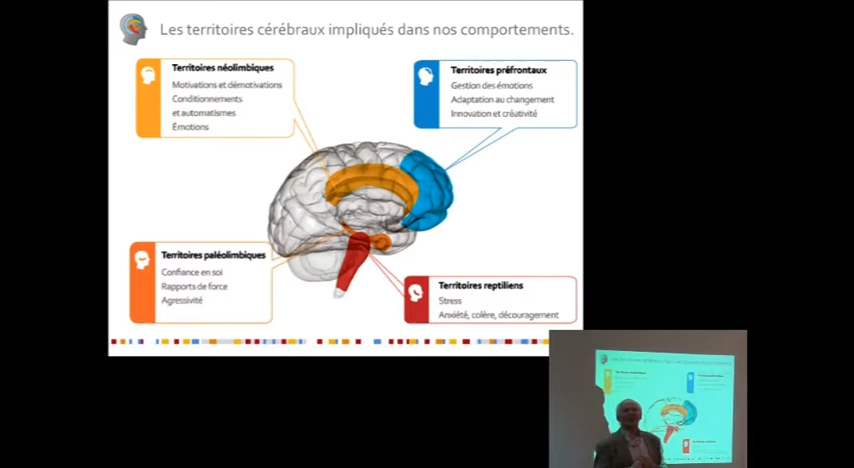 Les territoires cérébraux impliqués dans nos comportements.
Territoires néolimbiques
Motivations et démotivations
Conditionnements
et automatismes
Émotions
Territoires préfrontaux
Gestion des émotions
Adaptation au changement
Innovation et créativité
Territoires paléolimbiques
Confiance en soi
Rapports de force
Agressivité
Territoires reptiliens
Stress
Anxiété, colère, découragement